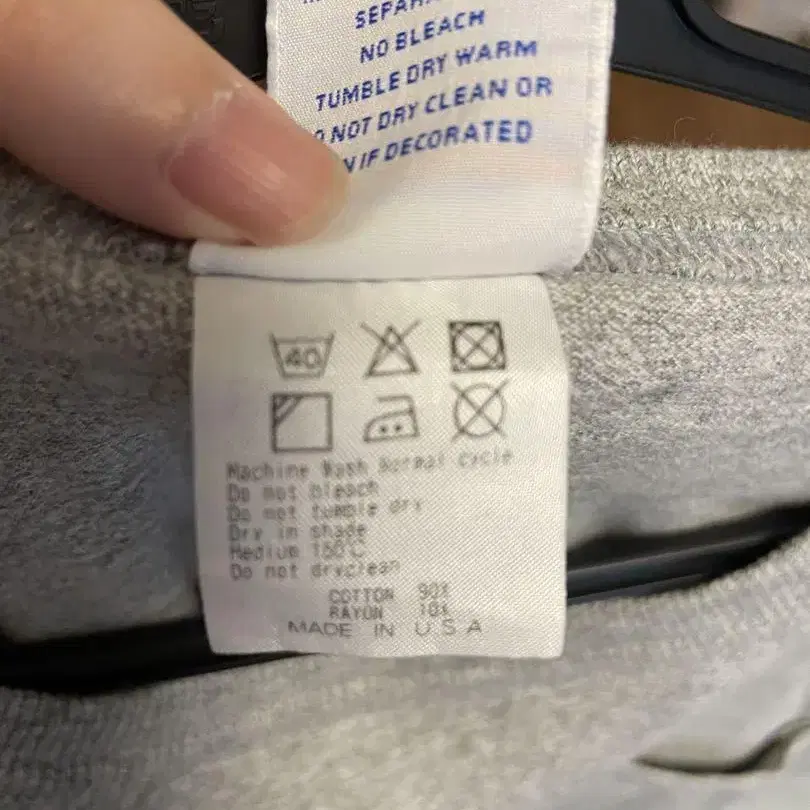 NO BLEACH
TUMBLE DRY WARM
NOT DRY CLEAN OR
IF DECORATED
40
Machine Wash Normal cycle
Do not bleach
Do not tumble dry
Dry in shade
Medium 150°C
Do not dryclean
COTTON 90%
RAYON 10%
MADE IN U.S.A